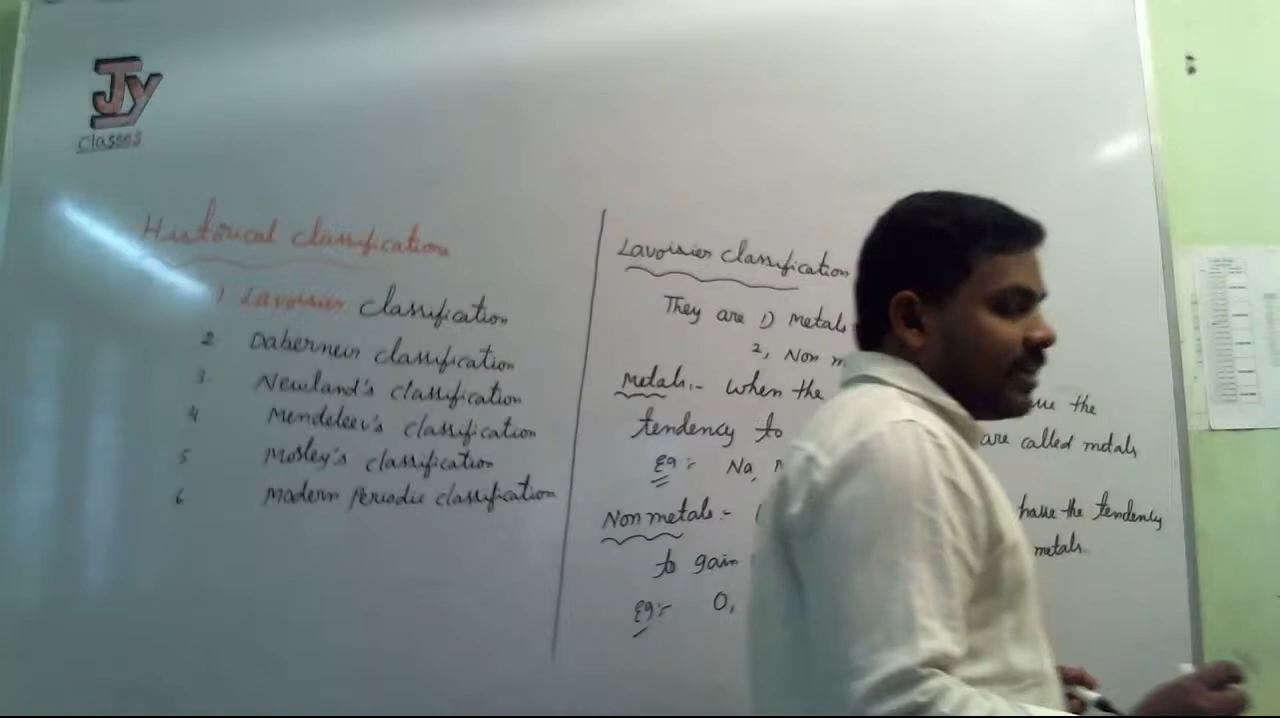 Jy
Classes
Historical classification
1) Lavoisier classification
2 Dabernein classification
3. Newland's classification
4 Mendeleev's classification
5 Mosley's classification
6 Modern Periodic classification
Lavoisier classification
They are 1) Metals
2, Non m
Metals:- when the
the
tendency to are called metals
Eg:- Na,
Non metals:- have the tendency
to gain metals.
Eg:- O,